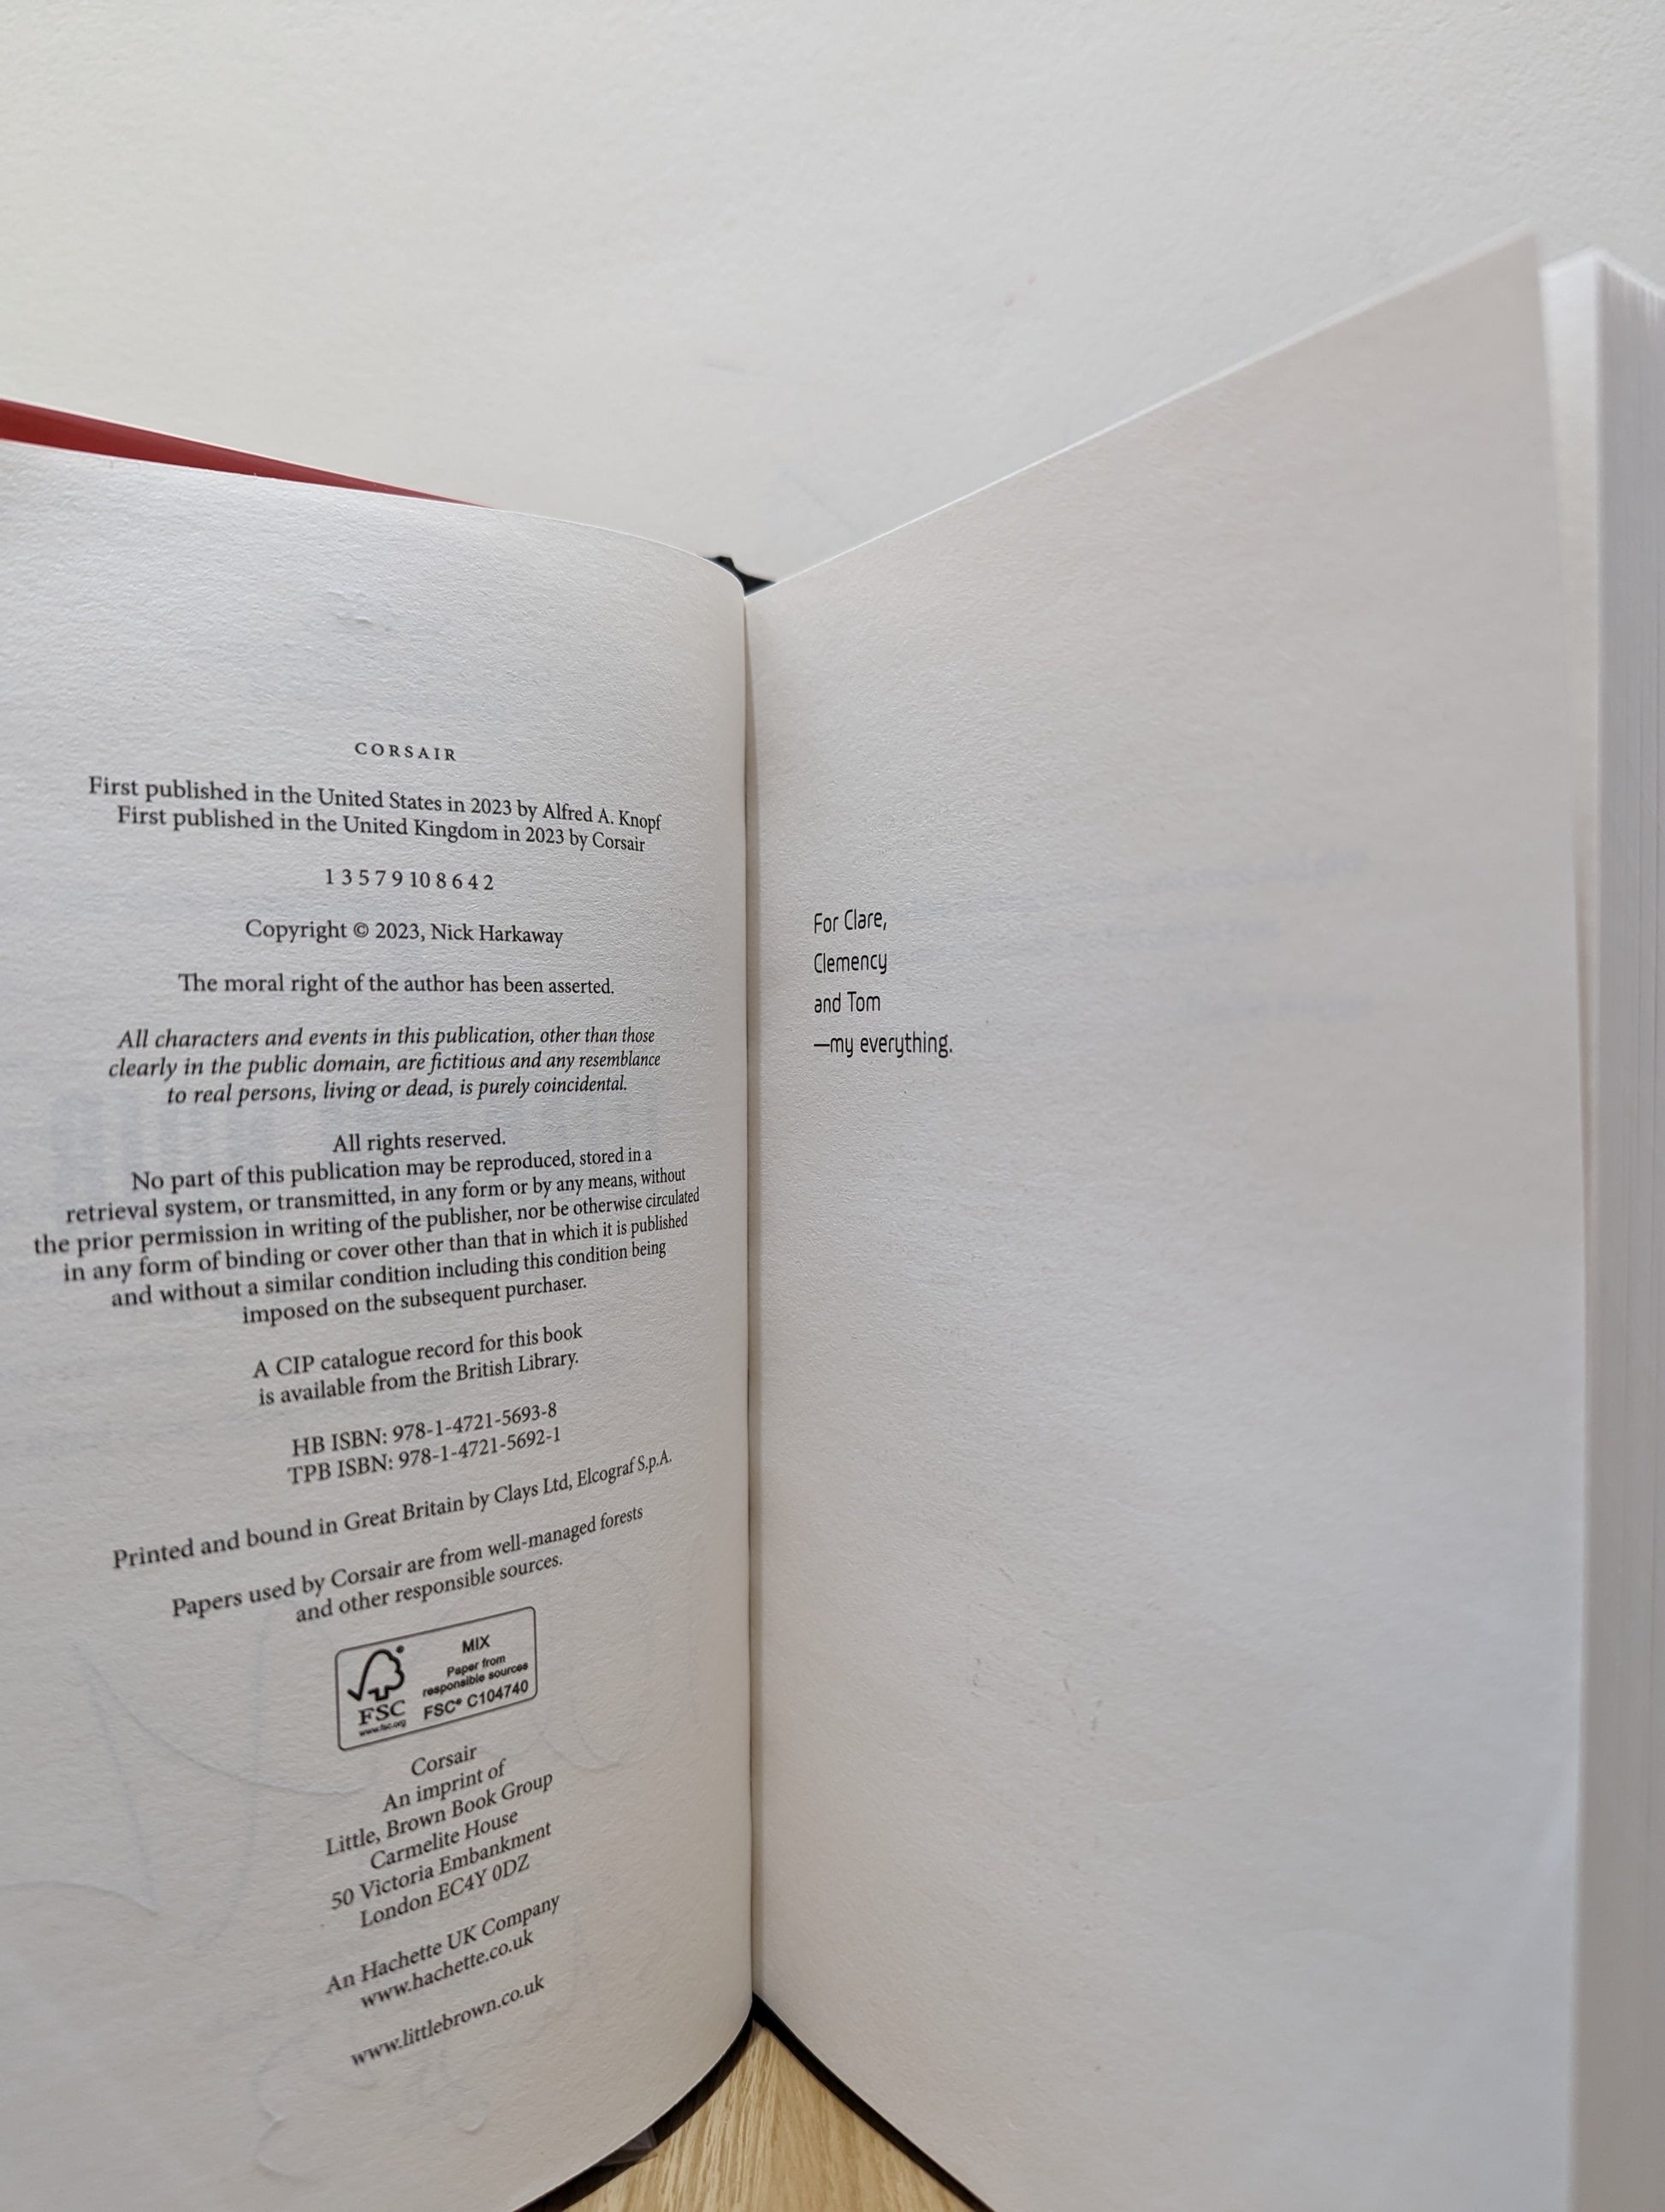 CORSAIR
First published in the United States in 2023 by Alfred A. Knopf
First published in the United Kingdom in 2023 by Corsair
1 3 5 7 9 10 8 6 4 2
Copyright © 2023, Nick Harkaway
The moral right of the author has been asserted.
All characters and events in this publication, other than those
clearly in the public domain, are fictitious and any resemblance
to real persons, living or dead, is purely coincidental.
All rights reserved.
No part of this publication may be reproduced, stored in a
retrieval system, or transmitted, in any form or by any means, without
the prior permission in writing of the publisher, nor be otherwise circulated
in any form of binding or cover other than that in which it is published
and without a similar condition including this condition being
imposed on the subsequent purchaser.
A CIP catalogue record for this book
is available from the British Library.
HB ISBN: 978-1-4721-5693-8
TPB ISBN: 978-1-4721-5692-1
Printed and bound in Great Britain by Clays Ltd, Elcograf S.p.A.
Papers used by Corsair are from well-managed forests
and other responsible sources.
FSC
www.fsc.org
MIX
Paper from
responsible sources
FSC® C104740
Corsair
An imprint of
Little, Brown Book Group
Carmelite House
50 Victoria Embankment
London EC4Y 0DZ
An Hachette UK Company
www.hachette.co.uk
www.littlebrown.co.uk
For Clare,
Clemency
and Tom
—my everything.